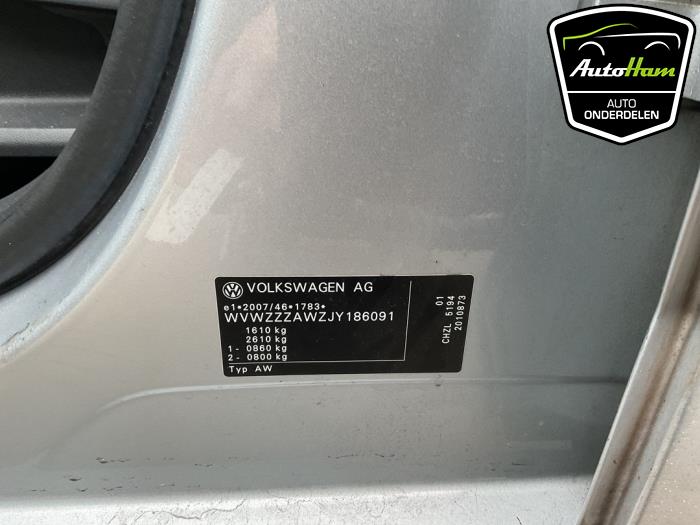 AutoHam
AUTO
ONDERDELEN
VOLKSWAGEN AG
e1*2007/46*1783*
WVWZZZAWZJY186091
1610 kg
2610 kg
1 - 0860 kg
2 - 0800 kg
Typ AW
01
CHZL 5194
2010873